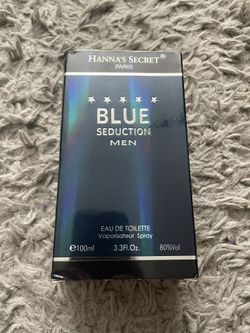 HANNA'S SECRET®
PARIS
BLUE
SEDUCTION
MEN
EAU DE TOILETTE
Vaporisateur Spray
℮100ml 3.3Fl.Oz. 80%Vol